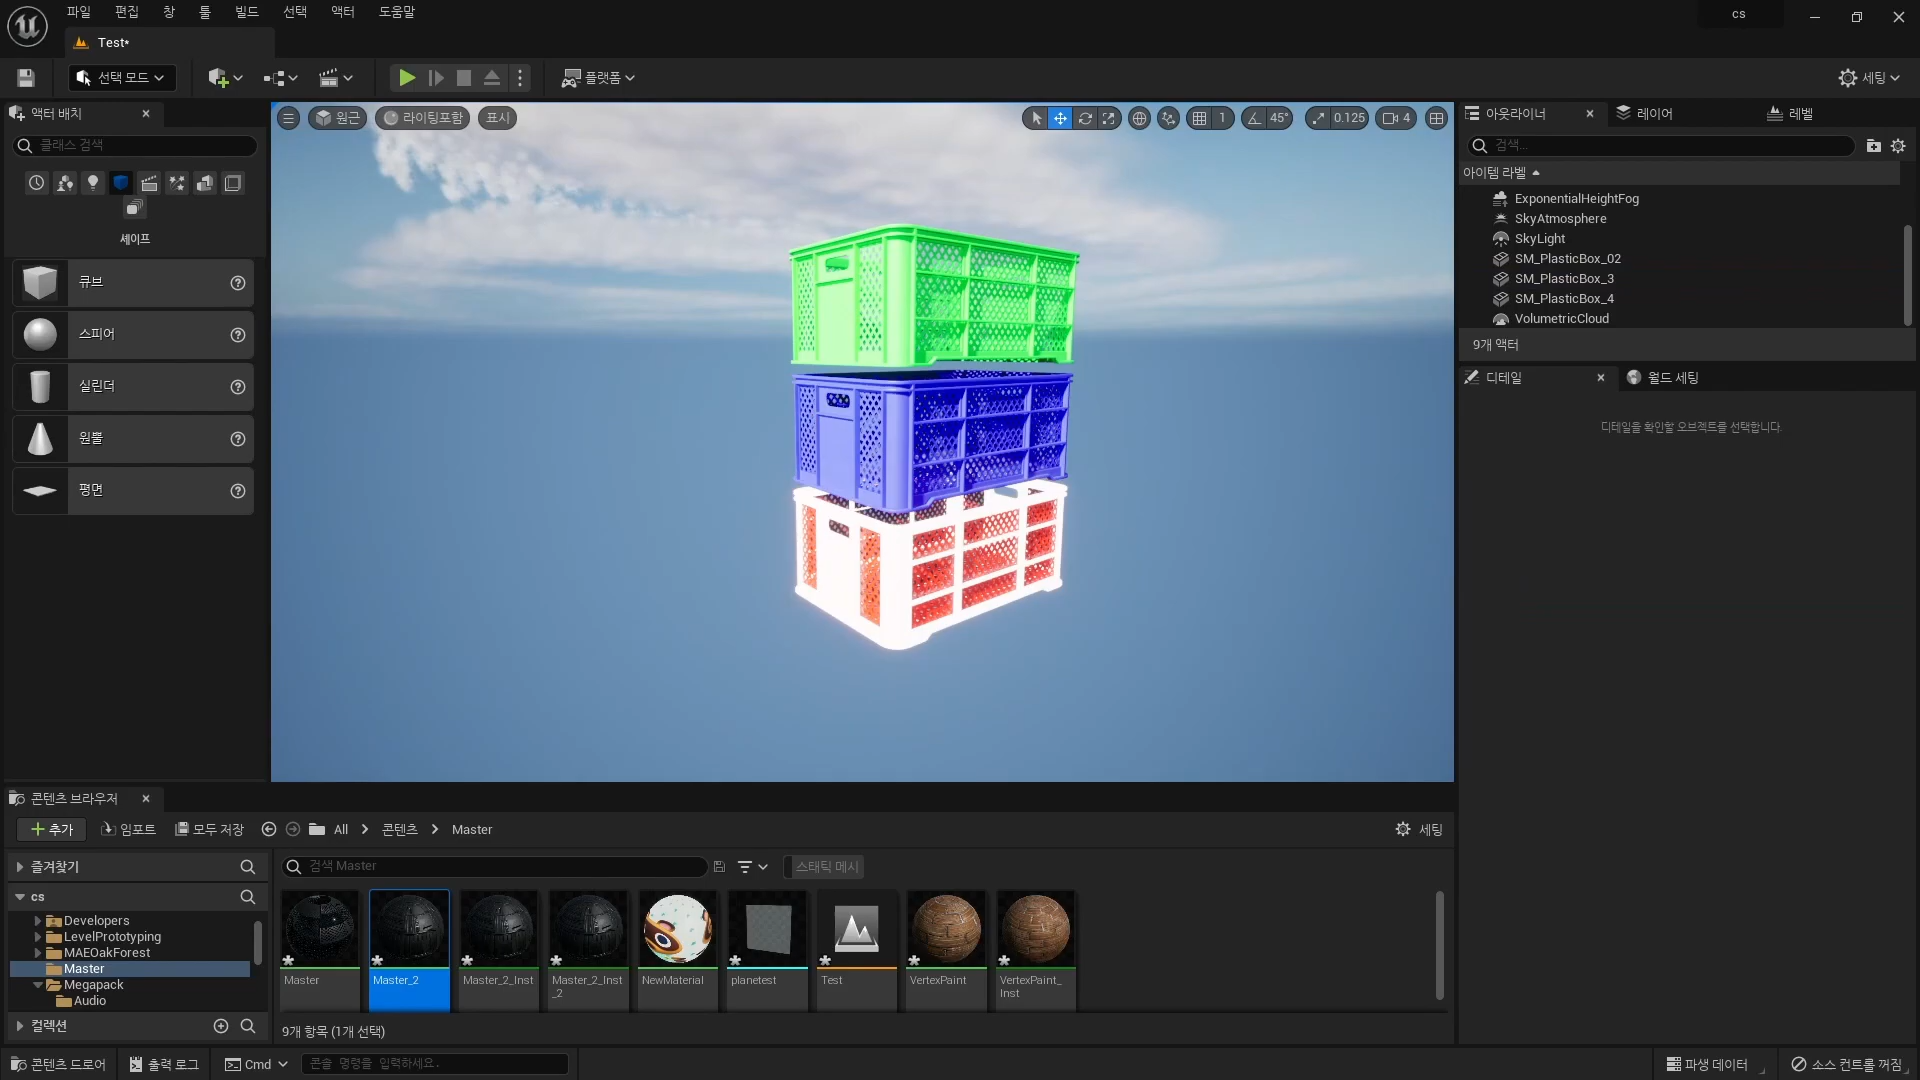 파일 편집 창 툴 빌드 선택 액터 도움말
cs
Test*
선택 모드
플랫폼
세팅
액터 배치
클래스 검색
셰이프
큐브
스피어
실린더
원뿔
평면
원근
라이팅포함
표시
1
45°
0.125
4
아웃라이너
레이어
레벨
검색...
아이템 라벨
ExponentialHeightFog
SkyAtmosphere
SkyLight
SM_PlasticBox_02
SM_PlasticBox_3
SM_PlasticBox_4
VolumetricCloud
9개 액터
디테일
월드 세팅
디테일을 확인할 오브젝트를 선택합니다.
콘텐츠 브라우저
추가
임포트
모두 저장
All
콘텐츠
Master
세팅
즐겨찾기
cs
Developers
LevelPrototyping
MAEOakForest
Master
Megapack
Audio
컬렉션
검색 Master
스태틱 메시
Master
Master_2
Master_2_Inst
Master_2_Inst
_2
NewMaterial
planetest
Test
VertexPaint
VertexPaint_
Inst
9개 항목 (1개 선택)
콘텐츠 드로어
출력 로그
Cmd
콘솔 명령을 입력하세요.
파생 데이터
소스 컨트롤 꺼짐